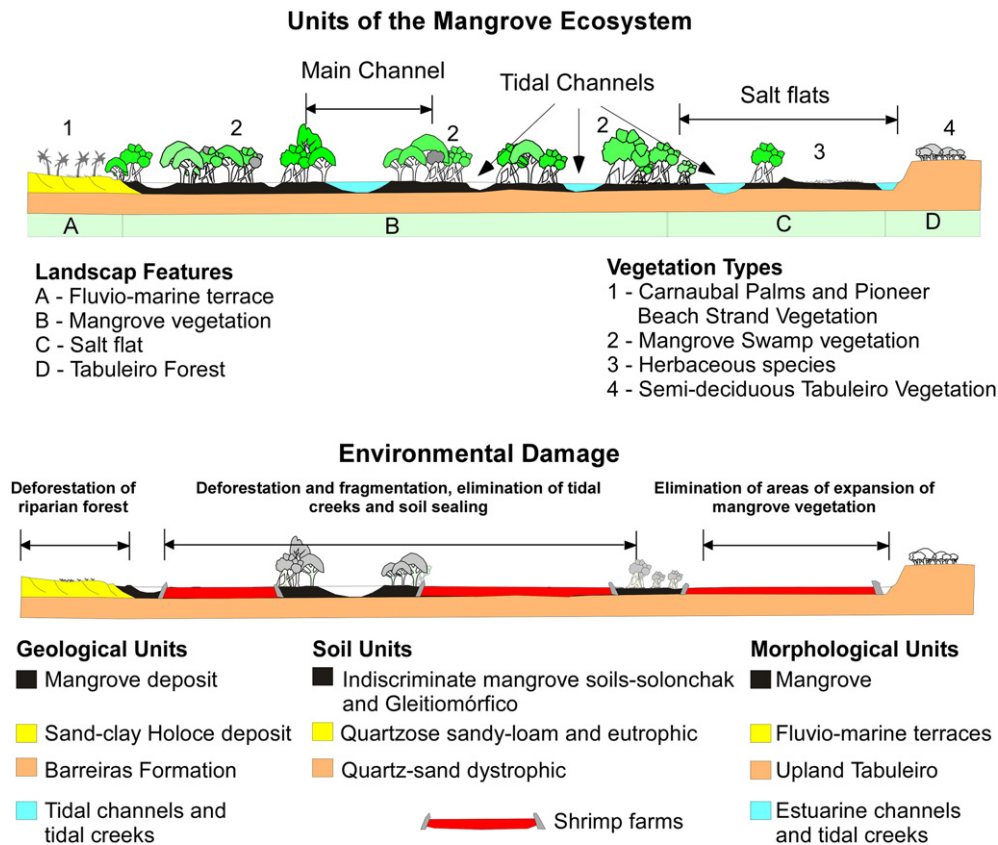 Units of the Mangrove Ecosystem
Main Channel
Tidal Channels
Salt flats
1
2
2
2
3
4
A
B
C
D
Landscap Features
A - Fluvio-marine terrace
B - Mangrove vegetation
C - Salt flat
D - Tabuleiro Forest
Vegetation Types
1 - Carnaubal Palms and Pioneer
Beach Strand Vegetation
2 - Mangrove Swamp vegetation
3 - Herbaceous species
4 - Semi-deciduous Tabuleiro Vegetation
Environmental Damage
Deforestation of
riparian forest
Deforestation and fragmentation, elimination of tidal
creeks and soil sealing
Elimination of areas of expansion of
mangrove vegetation
Geological Units
Mangrove deposit
Sand-clay Holoce deposit
Barreiras Formation
Tidal channels and
tidal creeks
Soil Units
Indiscriminate mangrove soils-solonchak
and Gleitiomórfico
Quartzose sandy-loam and eutrophic
Quartz-sand dystrophic
Shrimp farms
Morphological Units
Mangrove
Fluvio-marine terraces
Upland Tabuleiro
Estuarine channels
and tidal creeks